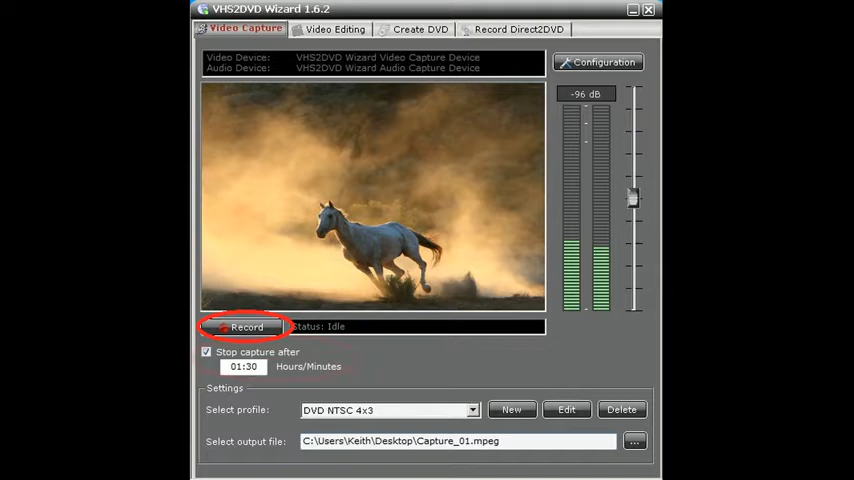 VHS2DVD Wizard 1.6.2
Video Capture Video Editing Create DVD Record Direct2DVD
Video Device: VHS2DVD Wizard Video Capture Device
Audio Device: VHS2DVD Wizard Audio Capture Device
Configuration
-96 dB
Record Status: Idle
Stop capture after
01:30 Hours/Minutes
Settings
Select profile: DVD NTSC 4x3 New Edit Delete
Select output file: C:\Users\Keith\Desktop\Capture_01.mpeg ...